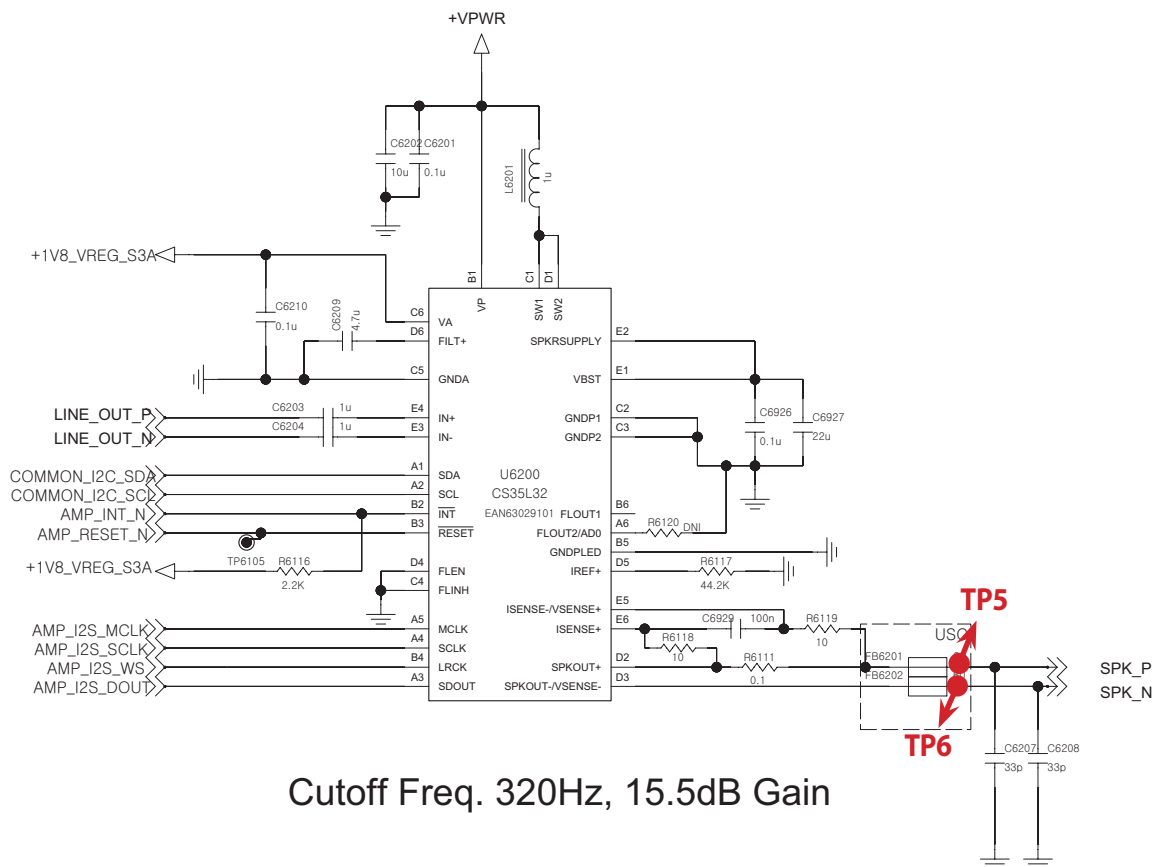 +VPWR
C6202 C6201
10u 0.1u
L6201
1u
+1V8_VREG_S3A
B1
C1
D1
VP
SW1
SW2
C6210
0.1u
C6209
4.7u
C6
VA
D6
FILT+
C5
GNDA
E2
SPKRSUPPLY
E1
VBST
C2
GNDP1
C3
GNDP2
C6926
0.1u
C6927
22u
LINE_OUT_P
LINE_OUT_N
C6203 1u
C6204 1u
E4
IN+
E3
IN-
COMMON_I2C_SDA
COMMON_I2C_SCL
AMP_INT_N
AMP_RESET_N
A1
SDA
A2
SCL
B2
INT
B3
RESET
U6200
CS35L32
EAN63029101
B6
FLOUT1
A6
FLOUT2/AD0
R6120
DNI
B5
GNDPLED
D5
IREF+
R6117
44.2K
TP6105
+1V8_VREG_S3A
R6116
2.2K
D4
FLEN
C4
FLINH
E5
ISENSE-/VSENSE+
E6
ISENSE+
C6929 100n
R6119
10
R6118
10
AMP_I2S_MCLK
AMP_I2S_SCLK
AMP_I2S_WS
AMP_I2S_DOUT
A5
MCLK
A4
SCLK
B4
LRCK
A3
SDOUT
D2
SPKOUT+
R6111
0.1
D3
SPKOUT-/VSENSE-
FB6201
FB6202
TP5
TP6
SPK_P
SPK_N
C6207
33p
C6208
33p
Cutoff Freq. 320Hz, 15.5dB Gain